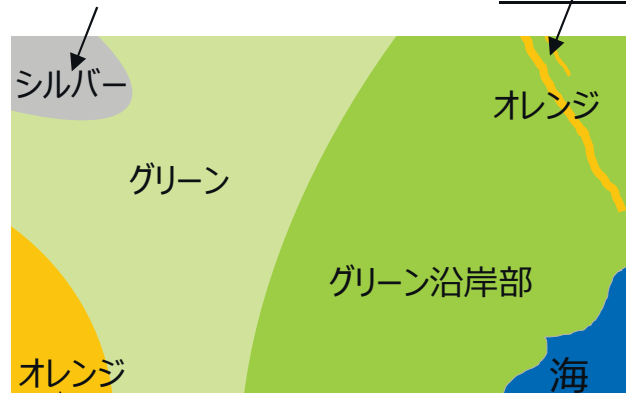 シルバー
オレンジ
グリーン
グリーン沿岸部
オレンジ
海